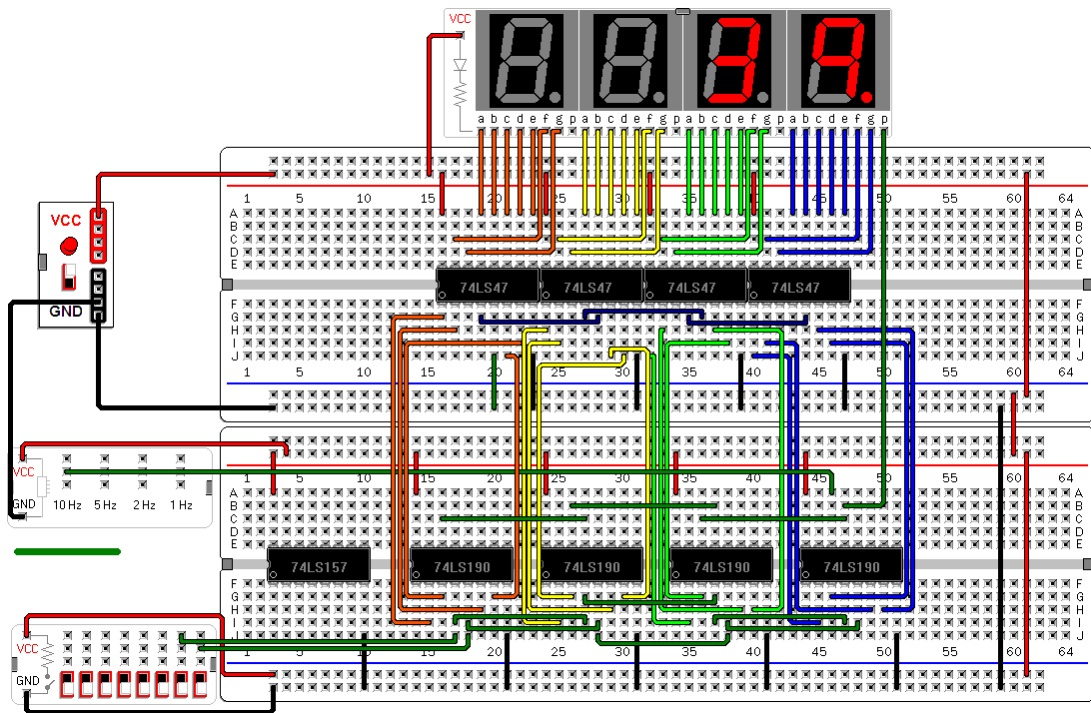 VCC
a b c d e f g p a b c d e f g p a b c d e f g p a b c d e f g p
1 5 10 15 20 25 30 35 40 45 50 55 60 64
VCC
GND
A A
B B
C C
D D
E E
74LS47 74LS47 74LS47 74LS47
F F
G G
H H
I I
J J
1 5 10 15 20 25 30 35 40 45 50 55 60 64
VCC
GND 10 Hz 5 Hz 2 Hz 1 Hz
1 5 10 15 20 25 30 35 40 45 50 55 60 64
A A
B B
C C
D D
E E
74LS157 74LS190 74LS190 74LS190 74LS190
F F
G G
H H
I I
J J
1 5 10 15 20 25 30 35 40 45 50 55 60 64
VCC
GND